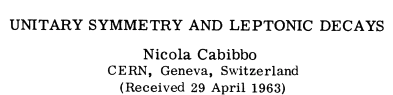 UNITARY SYMMETRY AND LEPTONIC DECAYS
Nicola Cabibbo
CERN, Geneva, Switzerland
(Received 29 April 1963)